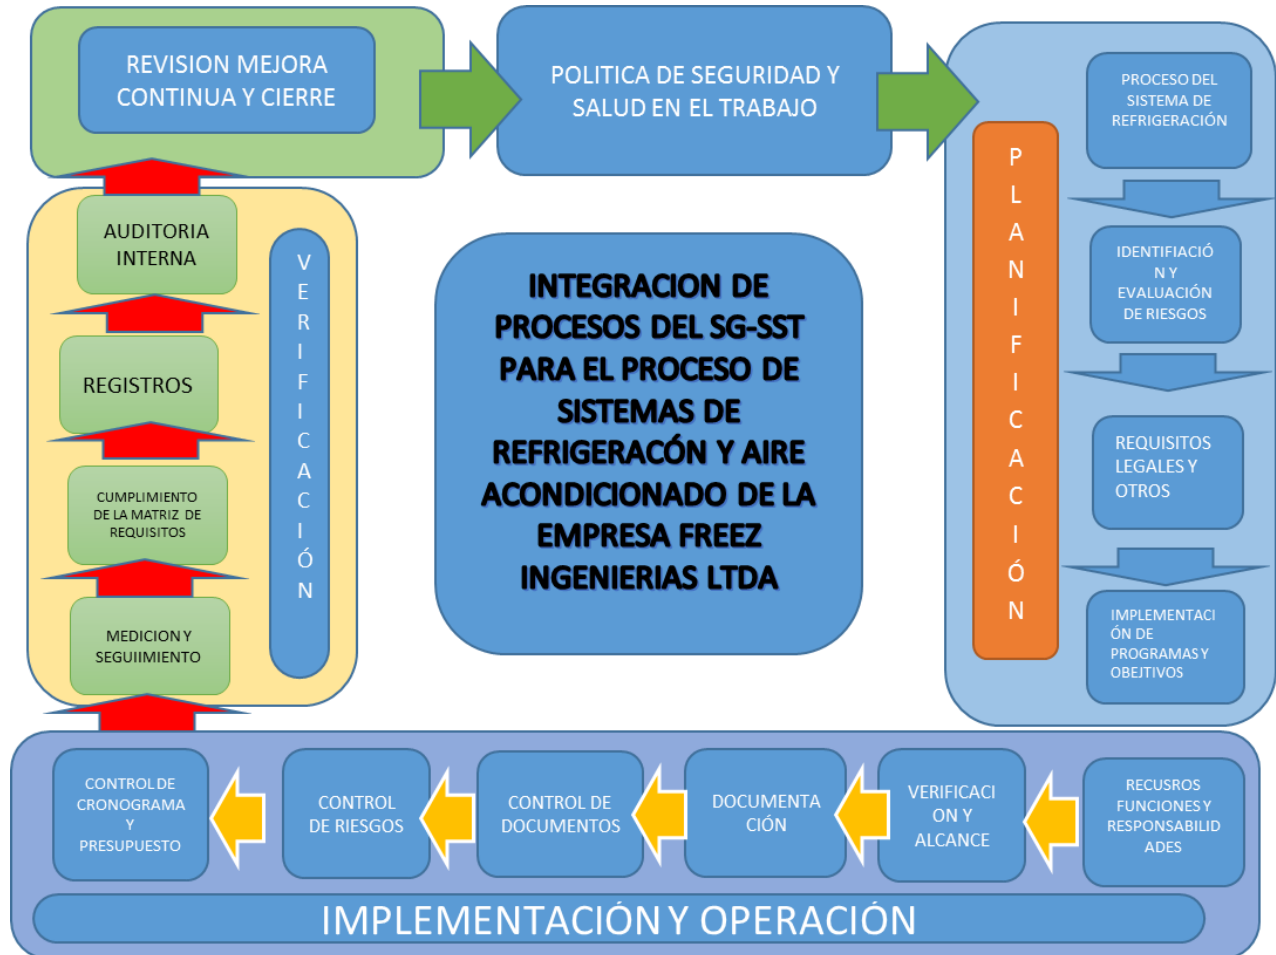 REVISION MEJORA
CONTINUA Y CIERRE
POLITICA DE SEGURIDAD Y
SALUD EN EL TRABAJO
PLANIFICACIÓN
PROCESO DEL
SISTEMA DE
REFRIGERACIÓN
IDENTIFIACIÓ
N Y
EVALUACIÓN
DE RIESGOS
REQUISITOS
LEGALES Y
OTROS
IMPLEMENTACI
ÓN DE
PROGRAMAS Y
OBEJTIVOS
INTEGRACION DE
PROCESOS DEL SG-SST
PARA EL PROCESO DE
SISTEMAS DE
REFRIGERACÓN Y AIRE
ACONDICIONADO DE LA
EMPRESA FREEZ
INGENIERIAS LTDA
AUDITORIA
INTERNA
REGISTROS
CUMPLIMIENTO
DE LA MATRIZ DE
REQUISITOS
MEDICION Y
SEGUIIMIENTO
VERIFICACIÓN
CONTROL DE
CRONOGRAMA
Y
PRESUPUESTO
CONTROL
DE RIESGOS
CONTROL DE
DOCUMENTOS
DOCUMENTA
CIÓN
VERIFICACI
ON Y
ALCANCE
RECUSROS
FUNCIONES Y
RESPONSABILID
ADES
IMPLEMENTACIÓN Y OPERACIÓN